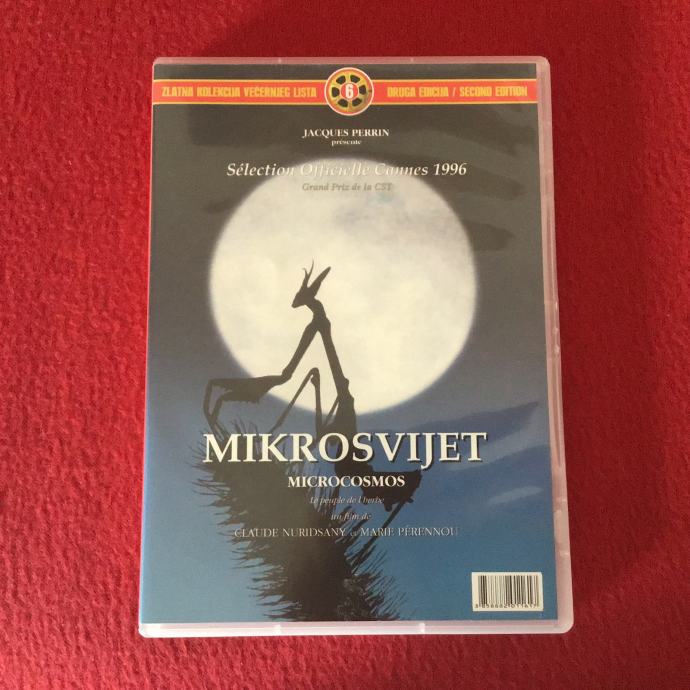 ZLATNA KOLEKCIJA VEČERNJEG LISTA 6 DRUGA EDICIJA / SECOND EDITION
JACQUES PERRIN
présente
Sélection Officielle Cannes 1996
Grand Prix de la CST
MIKROSVIJET
MICROCOSMOS
Le peuple de l'herbe
un film de
CLAUDE NURIDSANY et MARIE PÉRENNOU